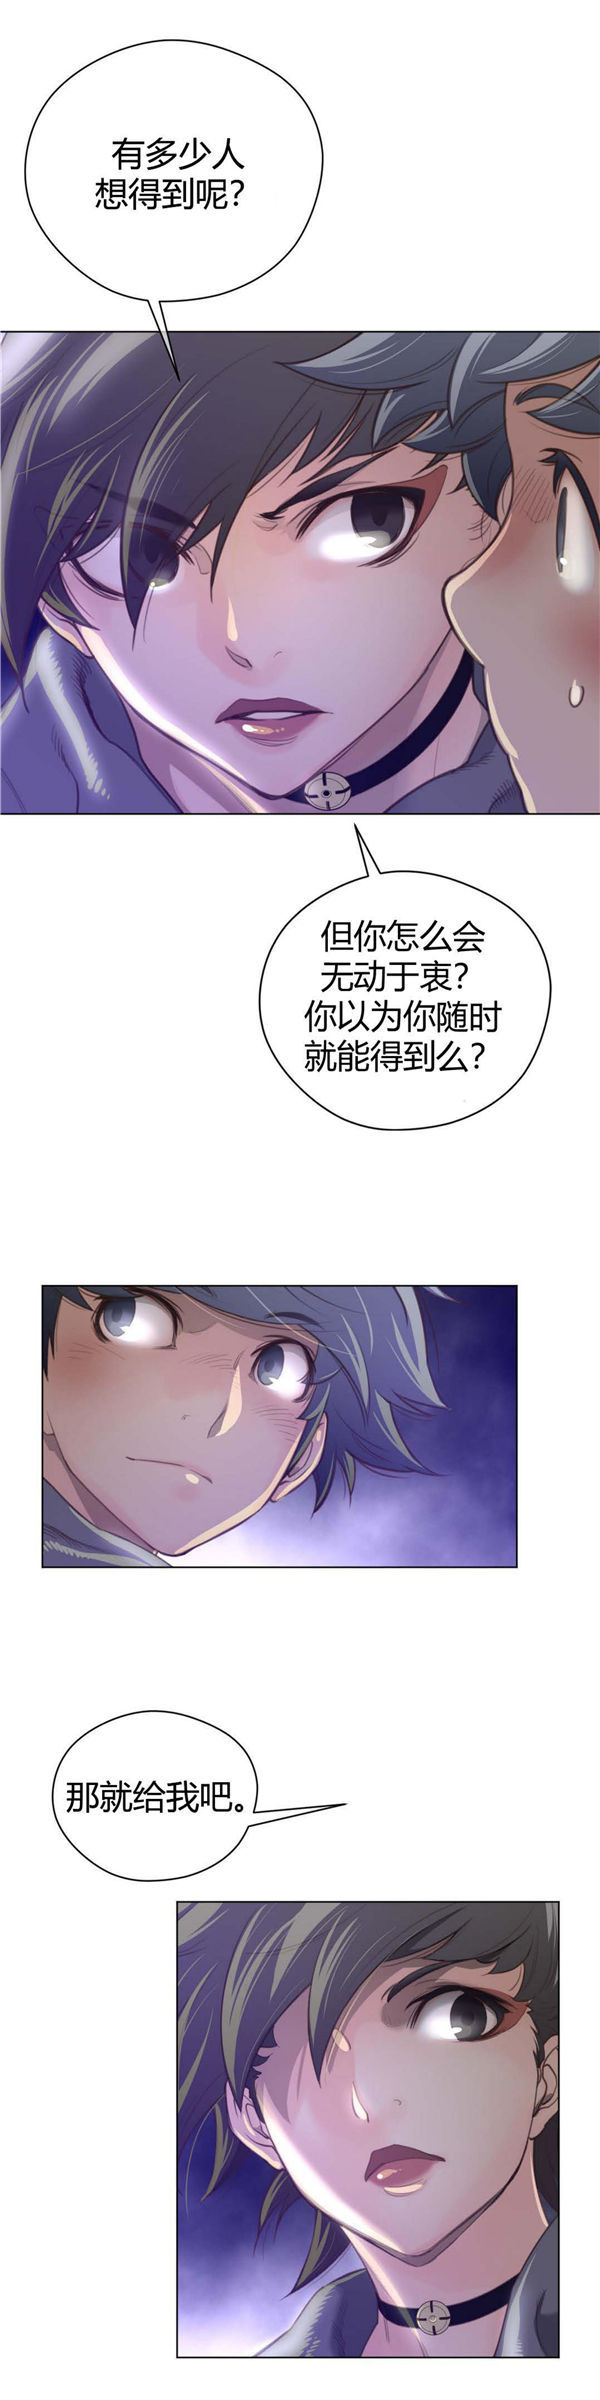 有多少人
想得到呢？
但你怎么会
无动于衷？
你以为你随时
就能得到么？
那就给我吧。